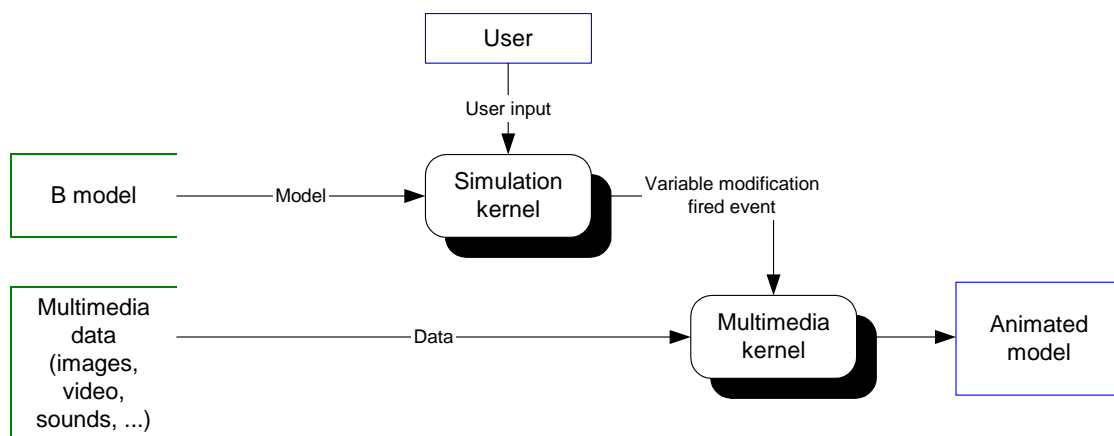 User
User input
B model
Model
Simulation
kernel
Variable modification
fired event
Multimedia
data
(images,
video,
sounds, ...)
Data
Multimedia
kernel
Animated
model